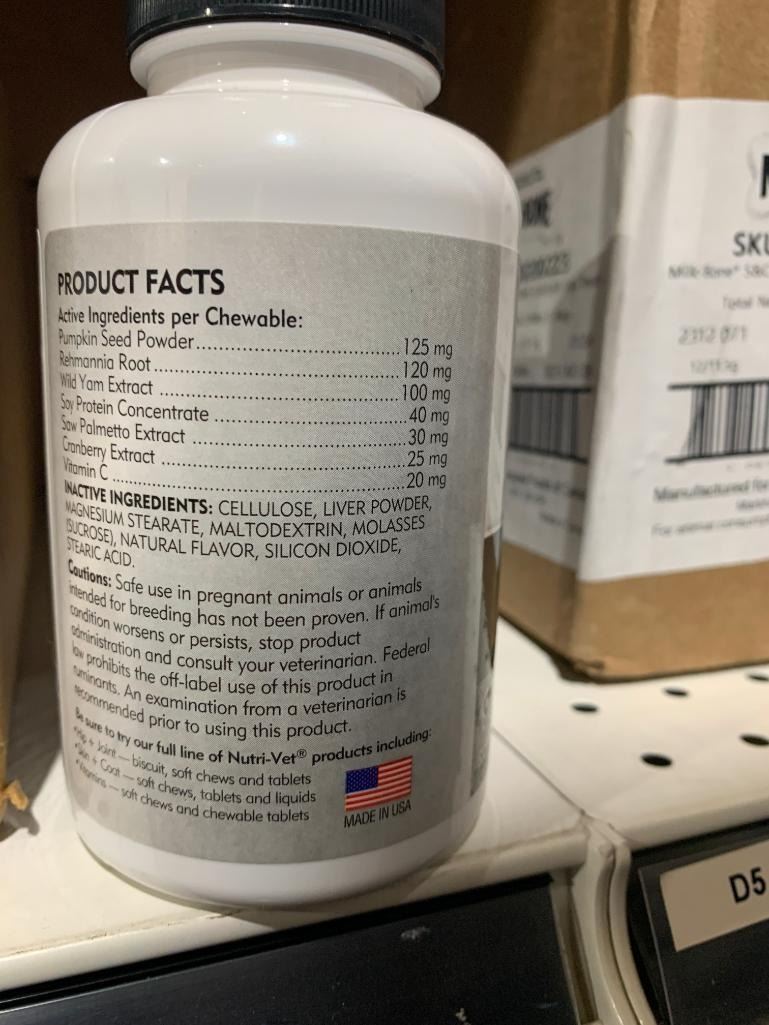 PRODUCT FACTS
Active Ingredients per Chewable:
Pumpkin Seed Powder..................................125 mg
Rehmannia Root..........................................120 mg
Wild Yam Extract .........................................100 mg
Soy Protein Concentrate ................................40 mg
Saw Palmetto Extract ....................................30 mg
Cranberry Extract .........................................25 mg
Vitamin C ..................................................20 mg
INACTIVE INGREDIENTS: CELLULOSE, LIVER POWDER,
MAGNESIUM STEARATE, MALTODEXTRIN, MOLASSES
(SUCROSE), NATURAL FLAVOR, SILICON DIOXIDE,
STEARIC ACID.
Cautions: Safe use in pregnant animals or animals
intended for breeding has not been proven. If animal's
condition worsens or persists, stop product
administration and consult your veterinarian. Federal
law prohibits the off-label use of this product in
ruminants. An examination from a veterinarian is
recommended prior to using this product.
Be sure to try our full line of Nutri-Vet® products including:
•Hip + Joint — biscuit, soft chews and tablets
•Skin + Coat — soft chews, tablets and liquids
•Vitamins — soft chews and chewable tablets
MADE IN USA
SKU
Milk-Bone®
Total
2312 071
Manufactured for
D5